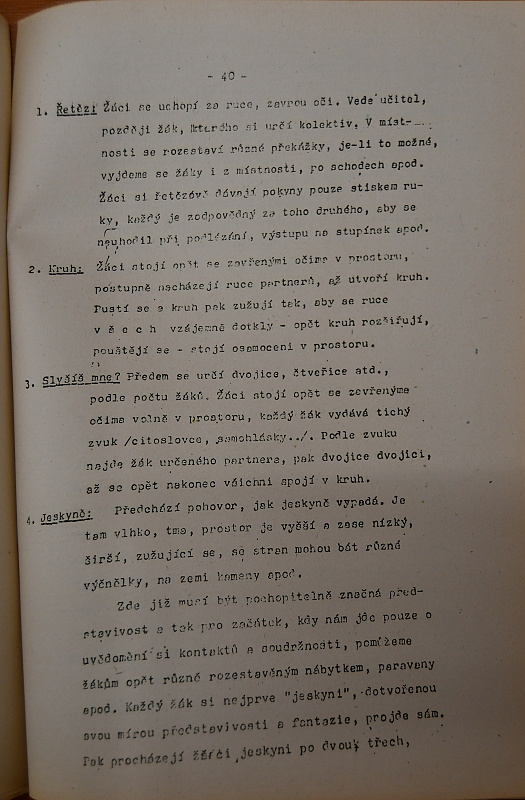 - 40 -
1. Řetěz: Žáci se uchopí za ruce, zavrou oči. Vede učitel,
později žák, kterého si určí kolektiv. V míst-
nosti se rozestaví různé překážky, je-li to možné,
vyjdeme se žáky i z místnosti, po schodech apod.
Žáci si řetězově dávají pokyny pouze stiskem ru-
ky, každý je zodpovědný za toho druhého, aby se
neuhodil při podlézání, výstupu na stupínek apod.
2. Kruh: Žáci stojí opět se zavřenými očima v prostoru,
postupně nacházejí ruce partnerů, až utvoří kruh.
Pustí se a kruh pak zužují tak, aby se ruce
v š e c h vzájemně dotkly - opět kruh rozšiřují,
pouštějí se - stojí osamoceni v prostoru.
3. Slyšíš mne? Předem se určí dvojice, čtveřice atd.,
podle počtu žáků. Žáci stojí opět se zavřenýma
očima volně v prostoru, každý žák vydává tichý
zvuk /citoslovce, samohlásky../. Podle zvuku
najde žák určeného partnera, pak dvojice dvojici,
až se opět nakonec všichni spojí v kruh.
4. Jeskyně: Předchází pohovor, jak jeskyně vypadá. Je
tam vlhko, tma, prostor je vyšší a zase nízký,
širší, zužující se, se stran mohou být různé
výčnělky, na zemi kameny apod.
Zde již musí být pochopitelně značná před-
stavivost a tak pro začátek, kdy nám jde pouze o
uvědomění si kontaktů a soudržnosti, pomůžeme
žákům opět různě rozestavěným nábytkem, paraveny
apod. Každý žák si nejprve "jeskyni", dotvořenou
svou mírou představivosti a fantazie, projde sám.
Pak procházejí žáci jeskyni po dvou, třech,